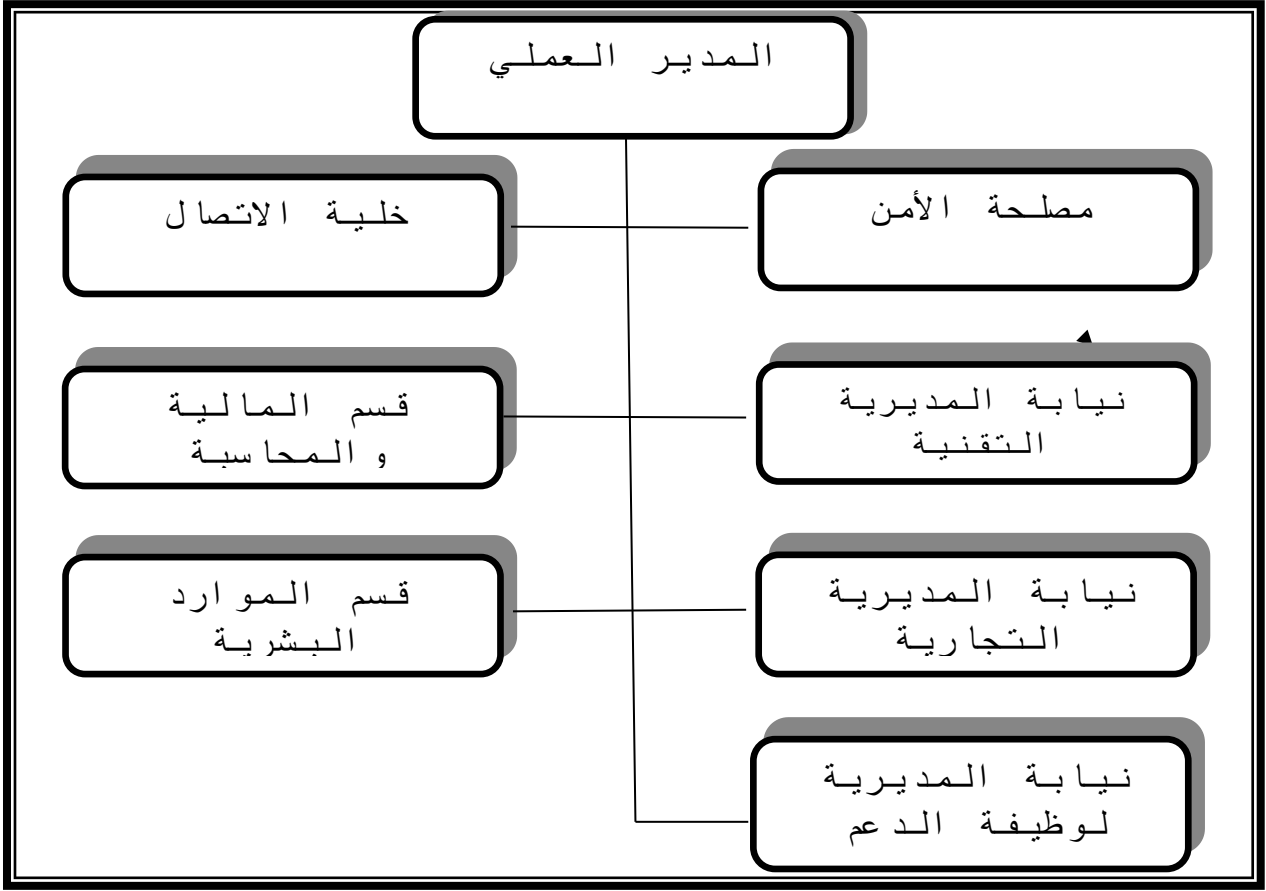 المدير العملي
مصلحة الأمن
خلية الاتصال
نيابة المديرية
التقنية
قسم المالية
والمحاسبة
نيابة المديرية
التجارية
قسم الموارد
البشرية
نيابة المديرية
لوظيفة الدعم